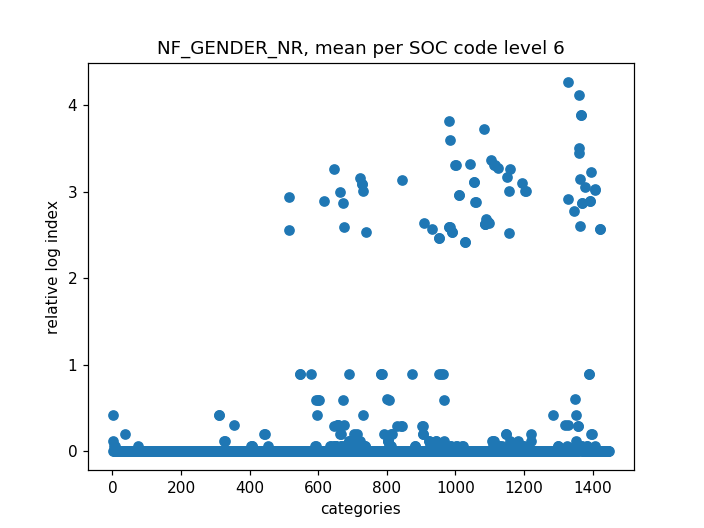 NF_GENDER_NR, mean per SOC code level 6
relative log index
4
3
2
1
0
0 200 400 600 800 1000 1200 1400
categories